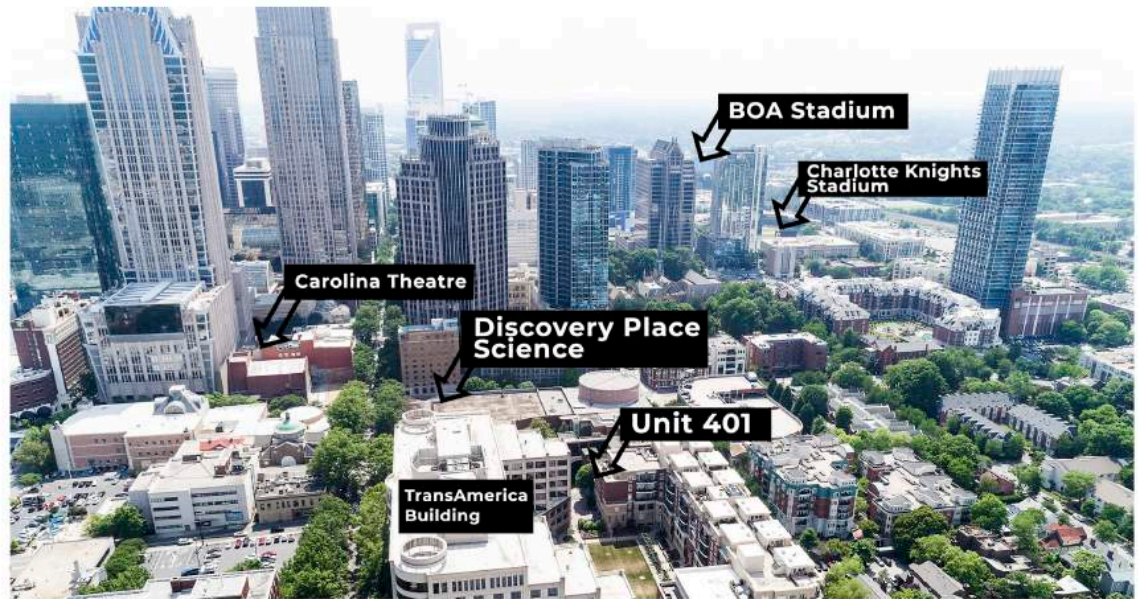 BOA Stadium
Charlotte Knights
Stadium
Carolina Theatre
Discovery Place
Science
Unit 401
TransAmerica
Building